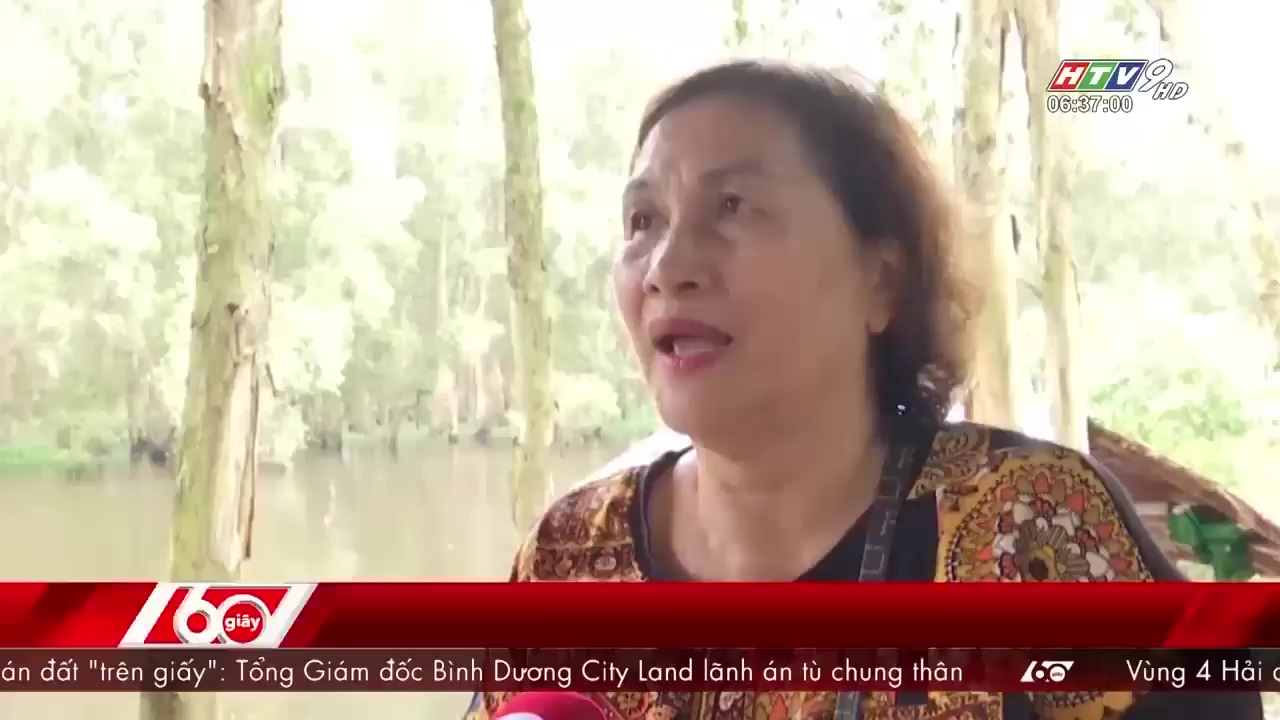 HTV9 HD
06:37:00
60 giây
án đất "trên giấy": Tổng Giám đốc Bình Dương City Land lãnh án tù chung thân 60 giây Vùng 4 Hải